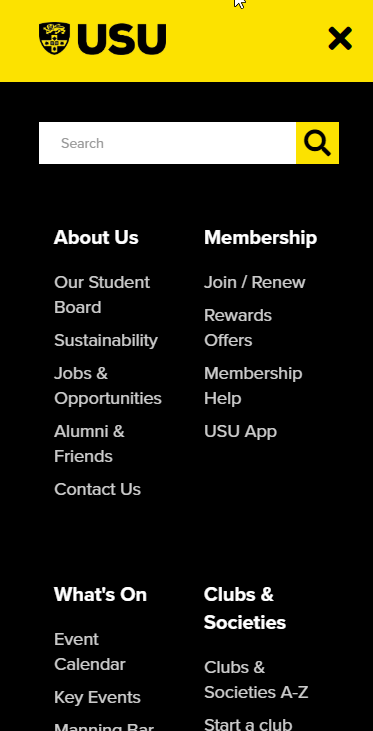 USU
Search
About Us
Our Student
Board
Sustainability
Jobs &
Opportunities
Alumni &
Friends
Contact Us
Membership
Join / Renew
Rewards
Offers
Membership
Help
USU App
What's On
Event
Calendar
Key Events
Manning Bar
Clubs &
Societies
Clubs &
Societies A-Z
Start a club